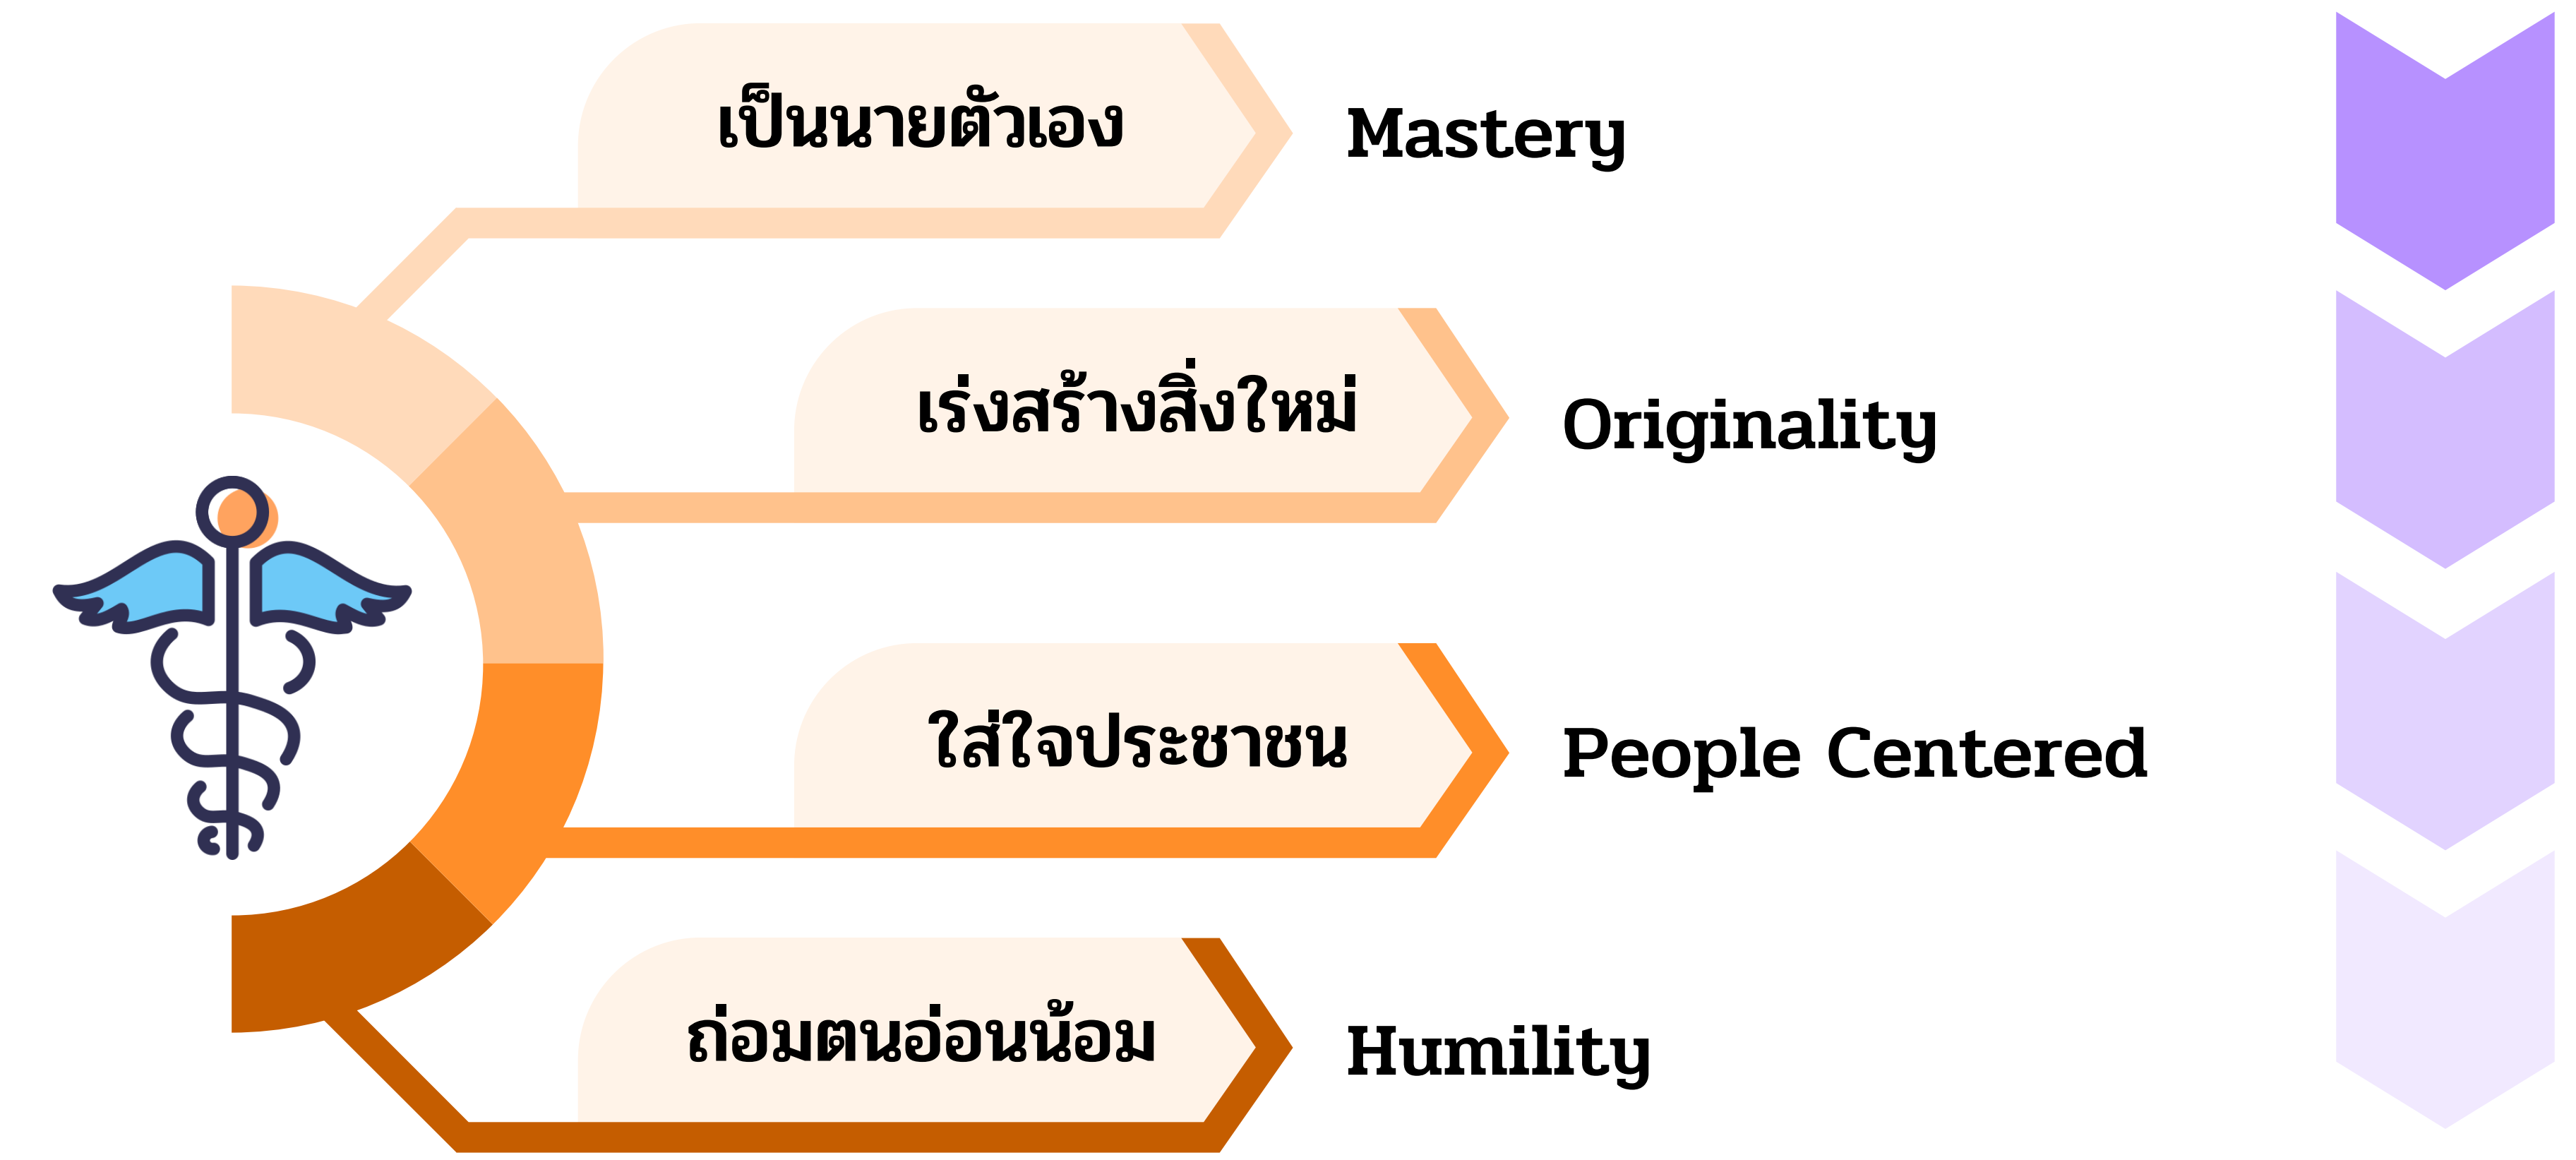 เป็นนายตัวเอง
Mastery
เร่งสร้างสิ่งใหม่
Originality
ใส่ใจประชาชน
People Centered
ถ่อมตนอ่อนน้อม
Humility